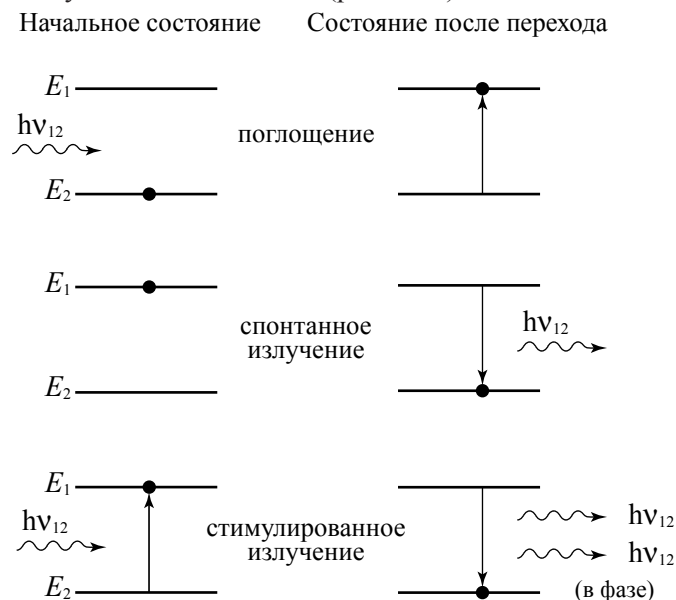 Начальное состояние Состояние после перехода
E₁
hν₁₂
поглощение
E₂
E₁
спонтанное
излучение
hν₁₂
E₂
E₁
hν₁₂
стимулированное
излучение
hν₁₂
hν₁₂
E₂
(в фазе)